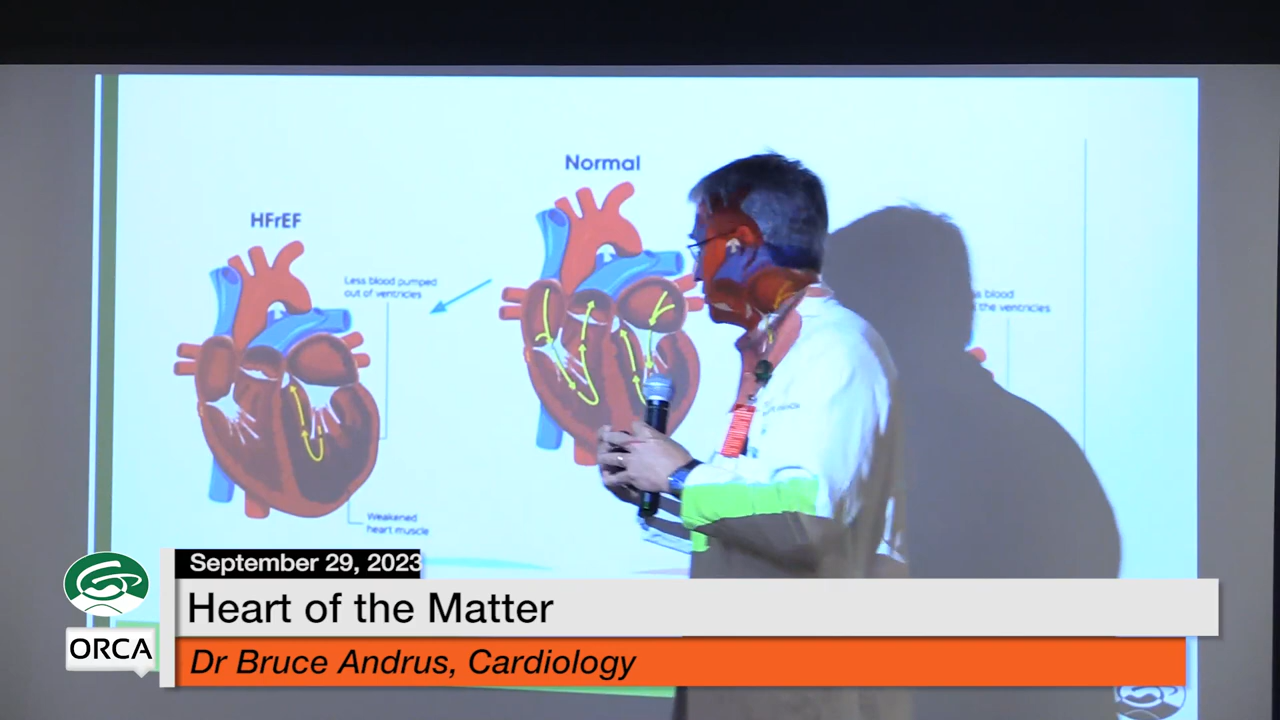 Normal
HFrEF
Less blood pumped
out of ventricles
blood
the ventricles
Weakened
heart muscle
September 29, 2023
Heart of the Matter
ORCA
Dr Bruce Andrus, Cardiology